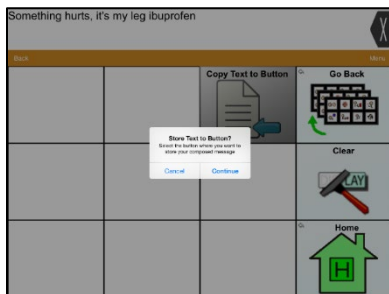 Something hurts, it's my leg ibuprofen
Back
Menu
Copy Text to Button
Go Back
Store Text to Button?
Select the button where you want to
store your composed message
Cancel
Continue
Clear
LAY
Home
H